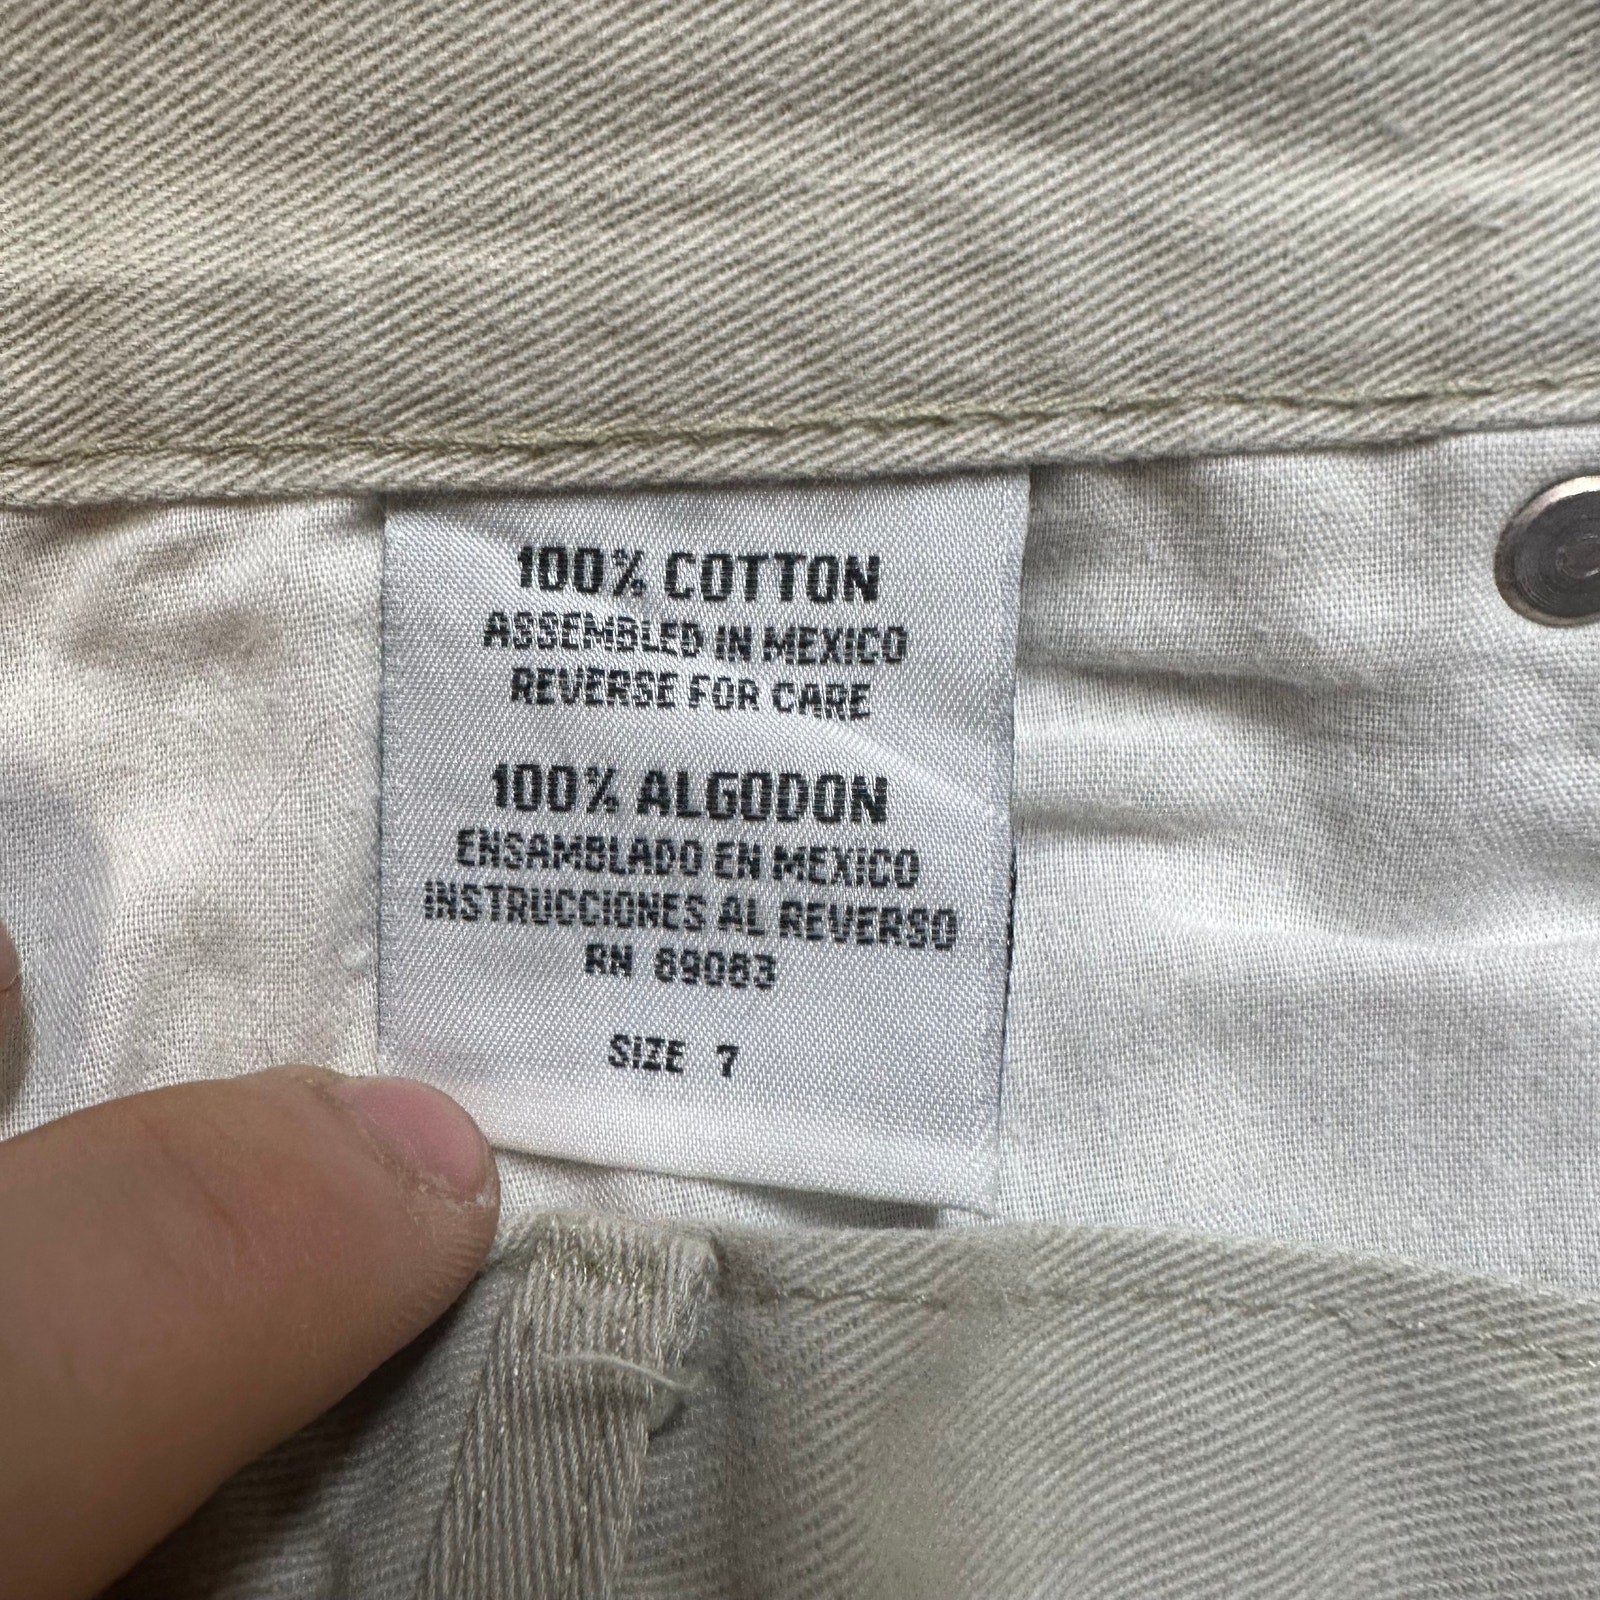 100% COTTON
ASSEMBLED IN MEXICO
REVERSE FOR CARE
100% ALGODON
ENSAMBLADO EN MEXICO
INSTRUCCIONES AL REVERSO
RN
SIZE 7